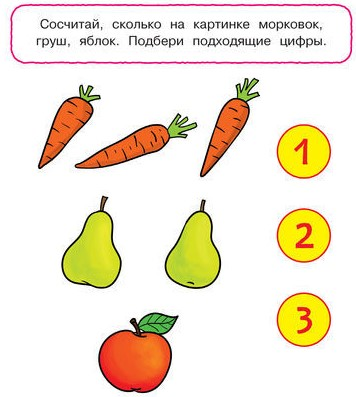 Сосчитай, сколько на картинке морковок,
груш, яблок. Подбери подходящие цифры.
1
2
3